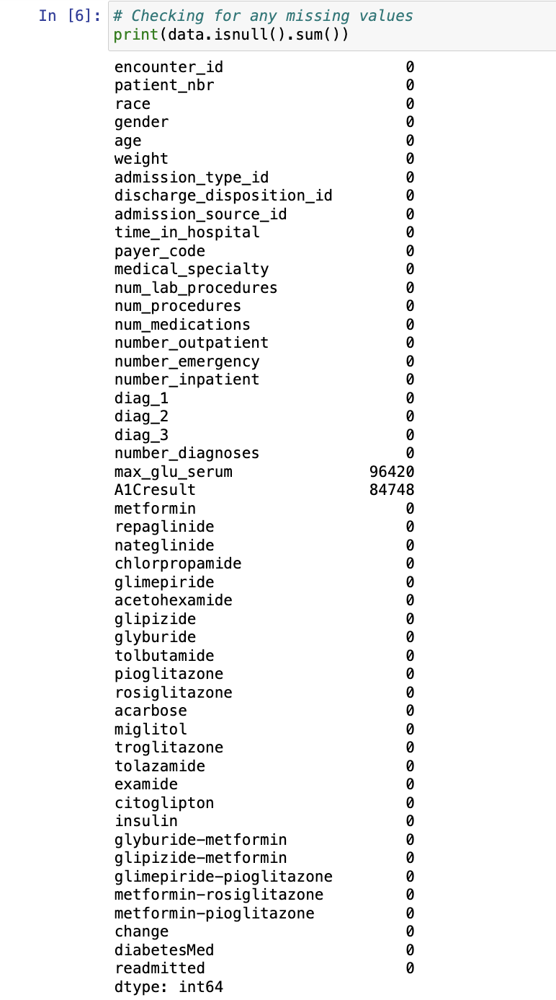 In [6]: # Checking for any missing values
print(data.isnull().sum())
encounter_id 0
patient_nbr 0
race 0
gender 0
age 0
weight 0
admission_type_id 0
discharge_disposition_id 0
admission_source_id 0
time_in_hospital 0
payer_code 0
medical_specialty 0
num_lab_procedures 0
num_procedures 0
num_medications 0
number_outpatient 0
number_emergency 0
number_inpatient 0
diag_1 0
diag_2 0
diag_3 0
number_diagnoses 0
max_glu_serum 96420
A1Cresult 84748
metformin 0
repaglinide 0
nateglinide 0
chlorpropamide 0
glimepiride 0
acetohexamide 0
glipizide 0
glyburide 0
tolbutamide 0
pioglitazone 0
rosiglitazone 0
acarbose 0
miglitol 0
troglitazone 0
tolazamide 0
examide 0
citoglipton 0
insulin 0
glyburide-metformin 0
glipizide-metformin 0
glimepiride-pioglitazone 0
metformin-rosiglitazone 0
metformin-pioglitazone 0
change 0
diabetesMed 0
readmitted 0
dtype: int64